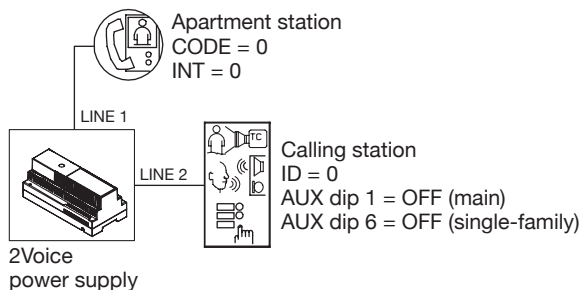 Apartment station
CODE = 0
INT = 0
LINE 1
LINE 2
TC
Calling station
ID = 0
AUX dip 1 = OFF (main)
AUX dip 6 = OFF (single-family)
2Voice
power supply